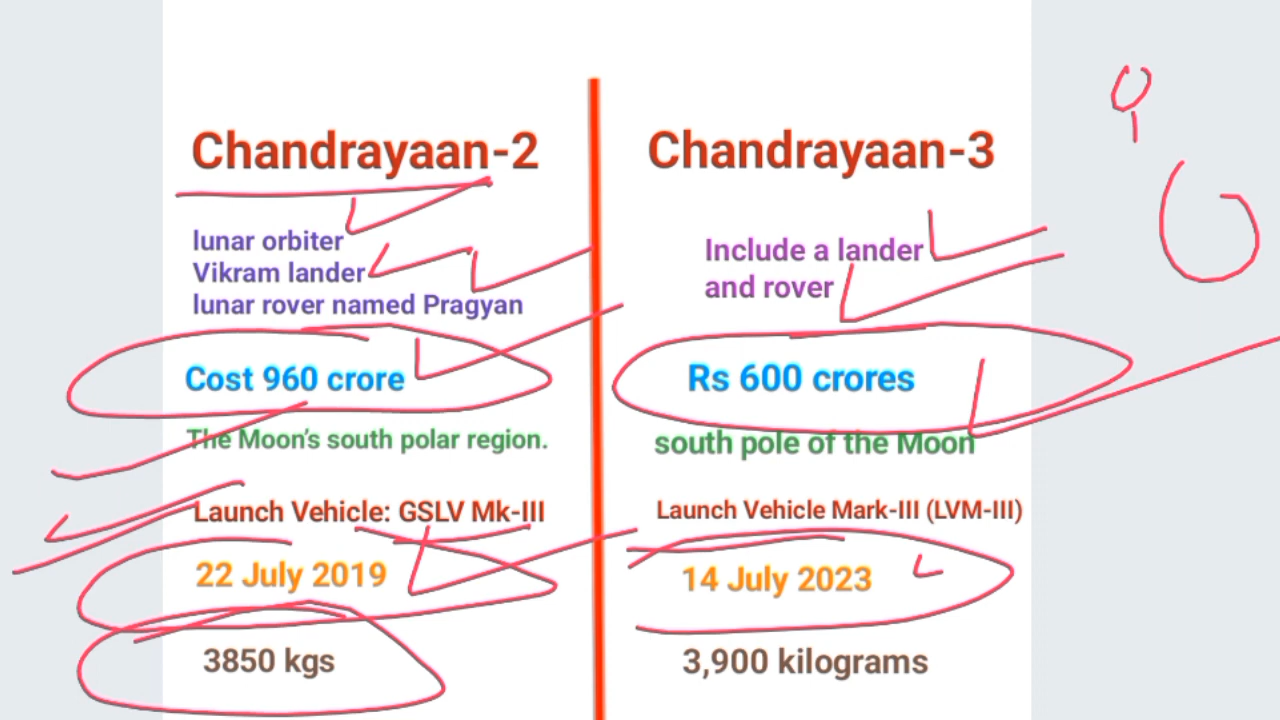 Chandrayaan-2
lunar orbiter
Vikram lander
lunar rover named Pragyan
Cost 960 crore
The Moon's south polar region.
Launch Vehicle: GSLV Mk-III
22 July 2019
3850 kgs
Chandrayaan-3
Include a lander
and rover
Rs 600 crores
south pole of the Moon
Launch Vehicle Mark-III (LVM-III)
14 July 2023
3,900 kilograms